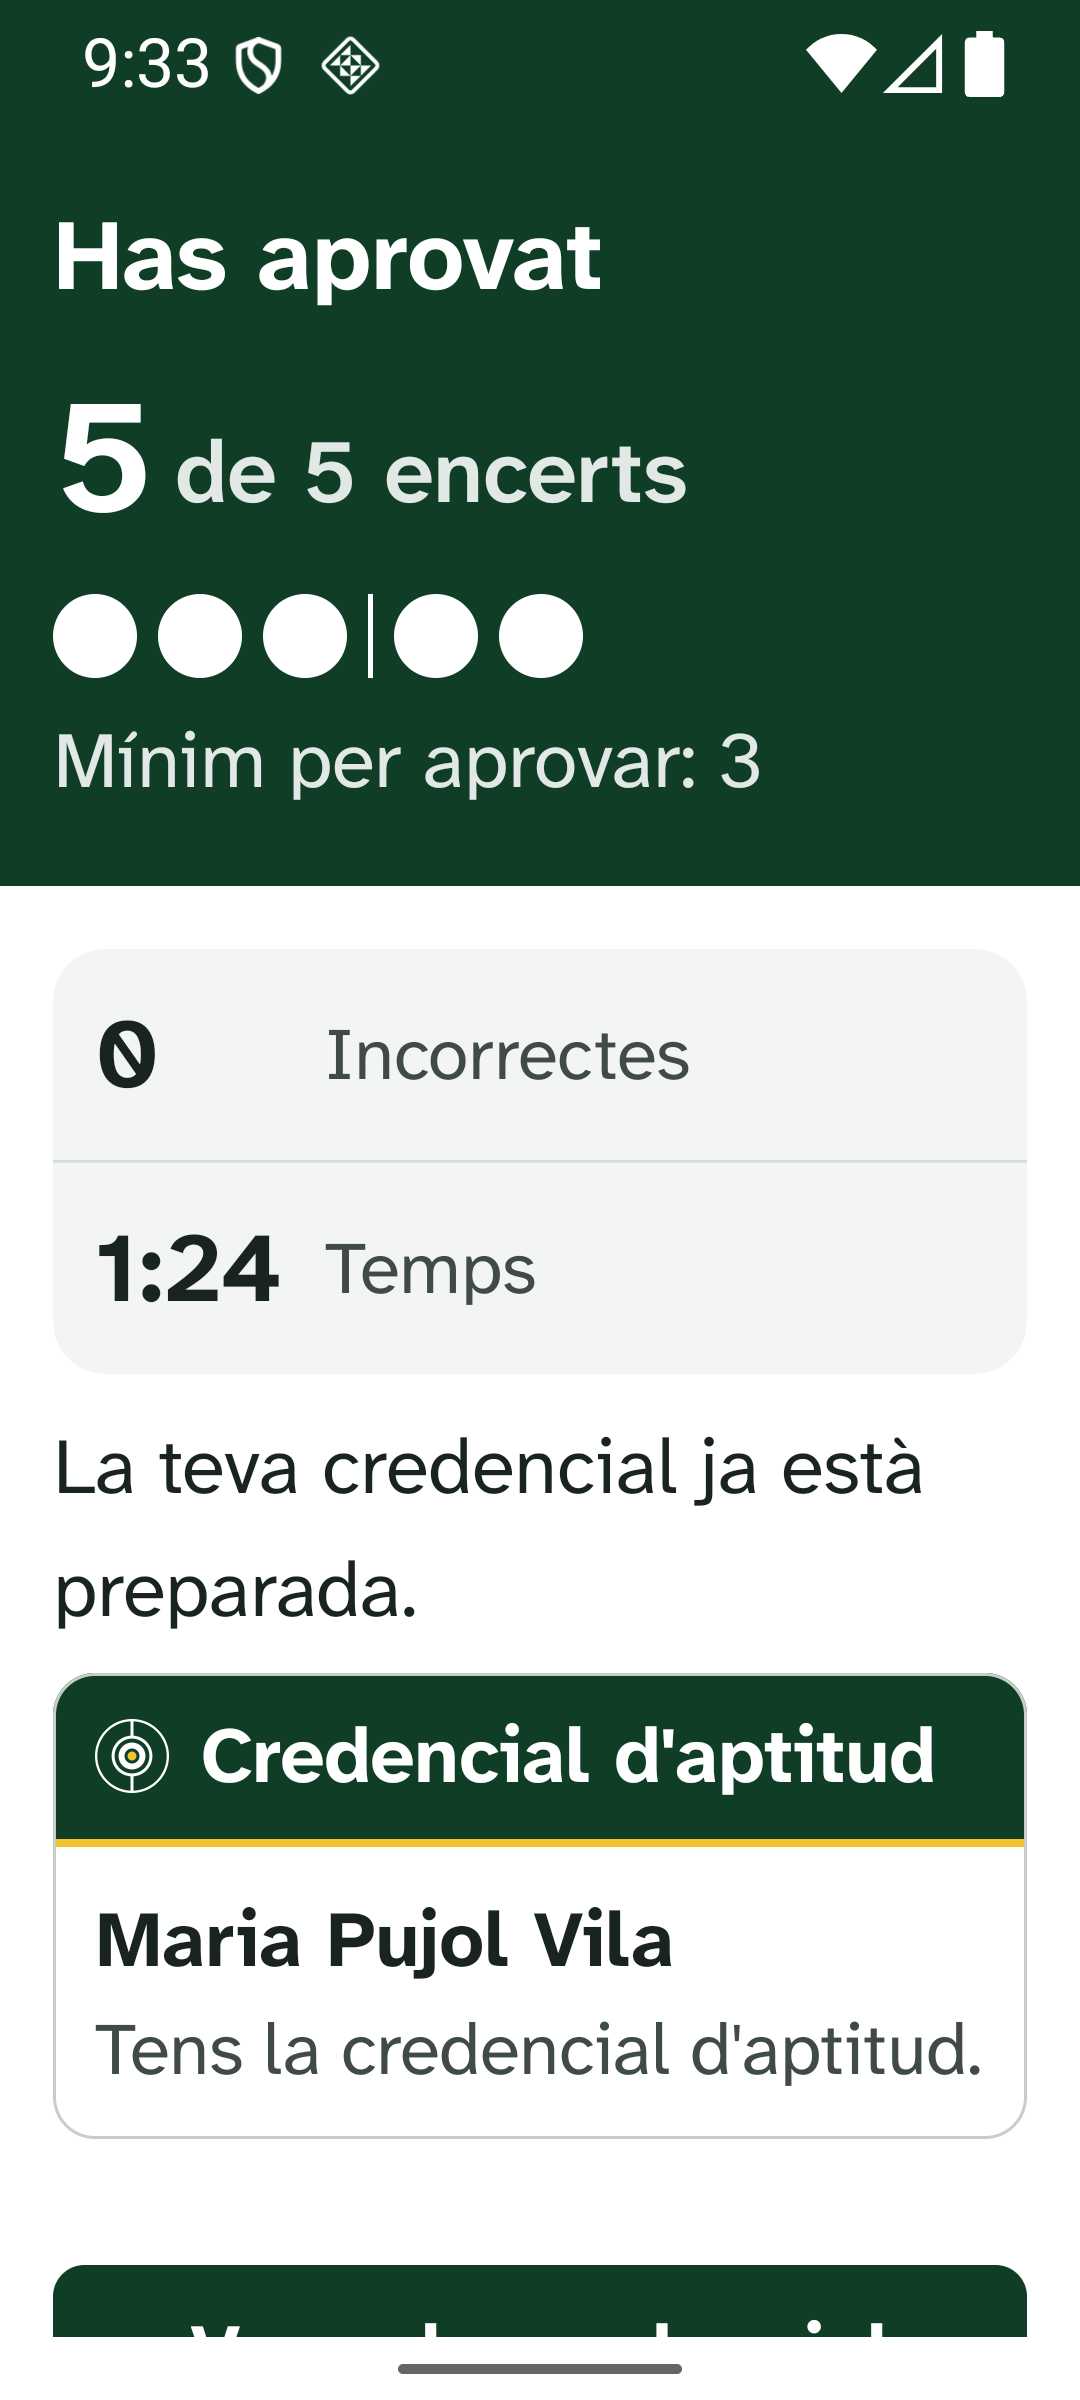 9:33
Has aprovat
5 de 5 encerts
Mínim per aprovar: 3
0 Incorrectes
1:24 Temps
La teva credencial ja està
preparada.
Credencial d'aptitud
Maria Pujol Vila
Tens la credencial d'aptitud.